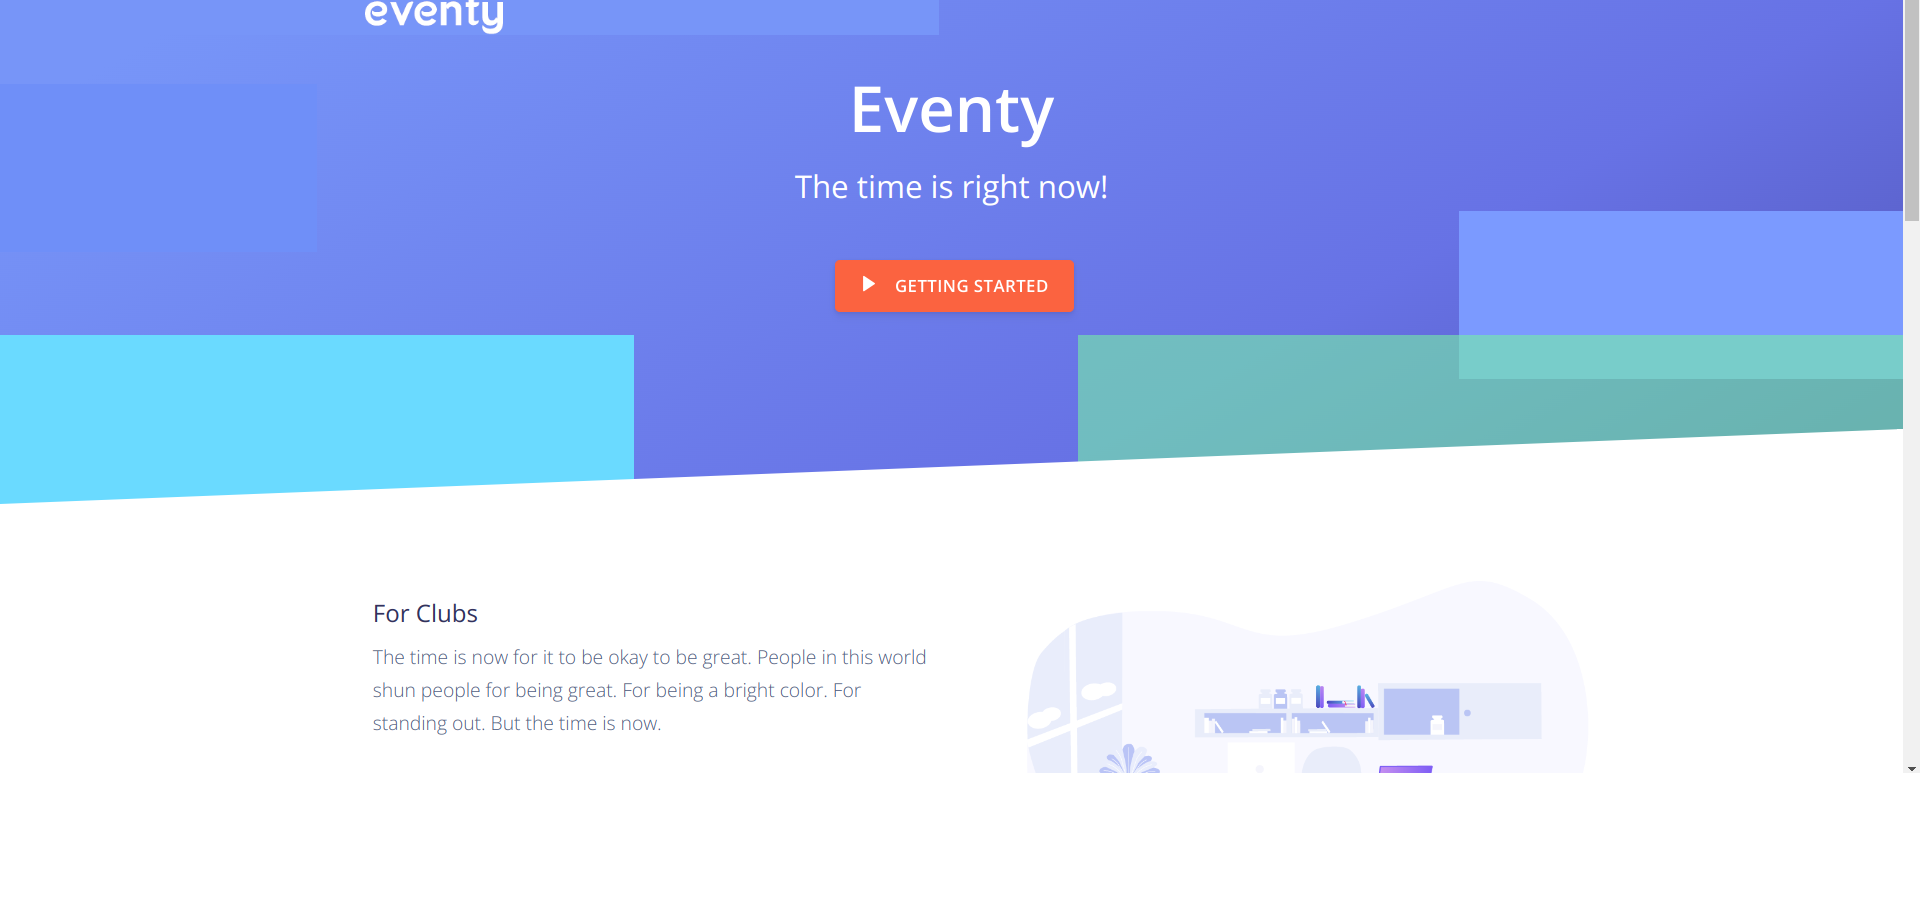 eventy
Eventy
The time is right now!
GETTING STARTED
For Clubs
The time is now for it to be okay to be great. People in this world
shun people for being great. For being a bright color. For
standing out. But the time is now.